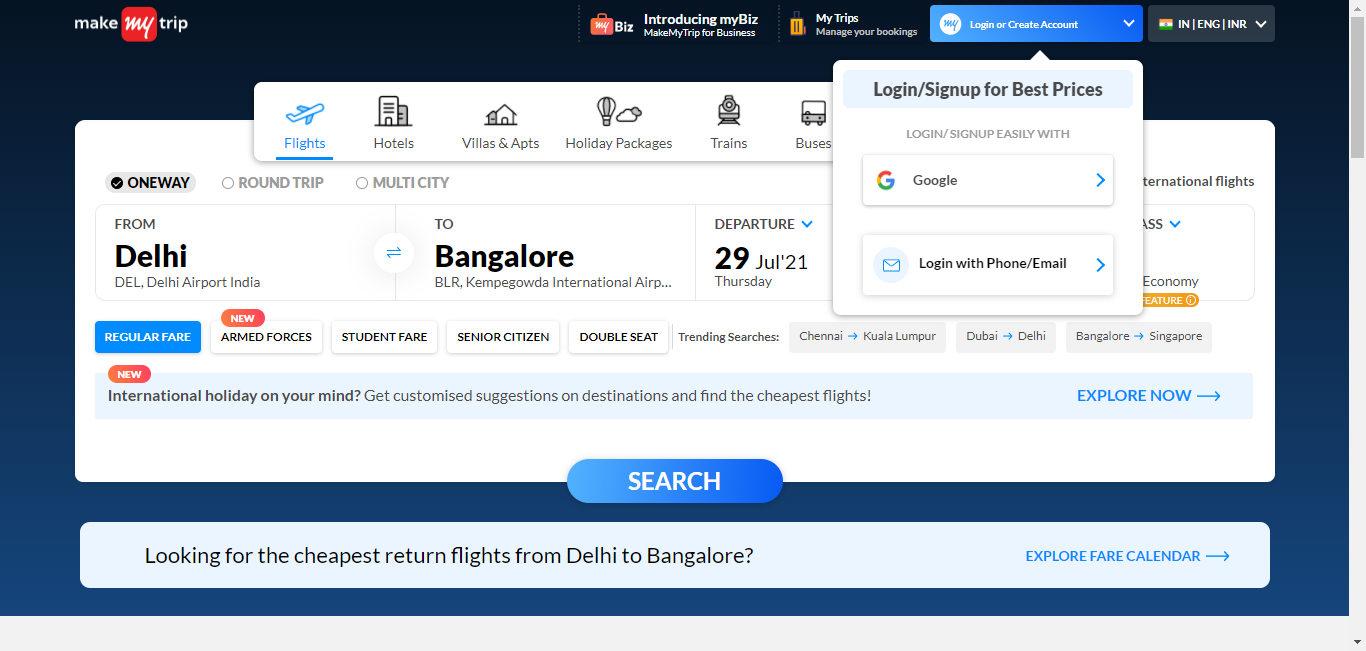 make my trip
my Biz
Introducing myBiz
MakeMyTrip for Business
My Trips
Manage your bookings
my Login or Create Account
IN | ENG | INR
Login/Signup for Best Prices
LOGIN/ SIGNUP EASILY WITH
Google
Login with Phone/Email
Flights
Hotels
Villas & Apts
Holiday Packages
Trains
Buses
ONEWAY
ROUND TRIP
MULTI CITY
ternational flights
FROM
Delhi
DEL, Delhi Airport India
TO
Bangalore
BLR, Kempegowda International Airp...
DEPARTURE
29 Jul'21
Thursday
ASS
Economy
FEATURE
REGULAR FARE
NEW
ARMED FORCES
STUDENT FARE
SENIOR CITIZEN
DOUBLE SEAT
Trending Searches:
Chennai → Kuala Lumpur
Dubai → Delhi
Bangalore → Singapore
NEW
International holiday on your mind? Get customised suggestions on destinations and find the cheapest flights!
EXPLORE NOW
SEARCH
Looking for the cheapest return flights from Delhi to Bangalore?
EXPLORE FARE CALENDAR